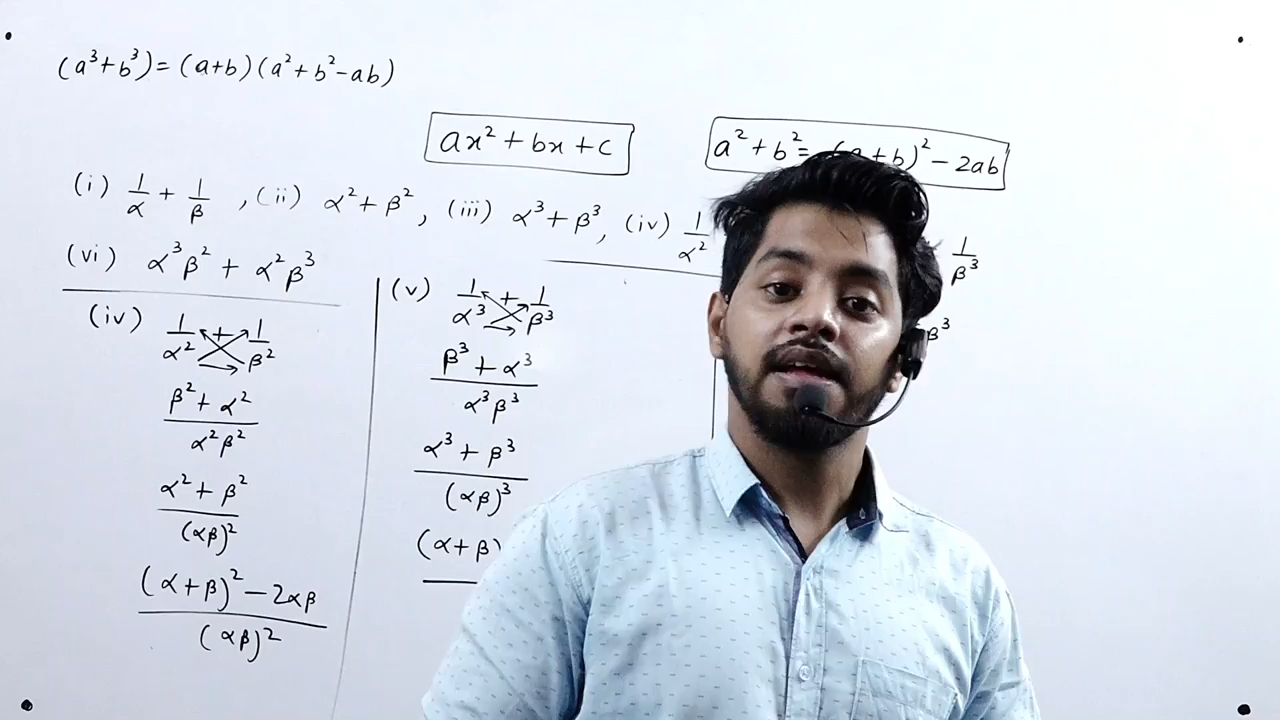 (a³+b³)=(a+b)(a²+b²-ab)
ax²+bx+c
a²+b²= (a+b)²-2ab
(i) 1/α + 1/β , (ii) α²+β², (iii) α³+β³, (iv) 1/α²
1/β³
(vi) α³β² + α²β³
(iv) 1/α² + 1/β²
β²+α²/α²β²
α²+β²/(αβ)²
(α+β)²-2αβ/(αβ)²
(v) 1/α³ + 1/β³
β³+α³/α³β³
α³+β³/(αβ)³
(α+β)
β³